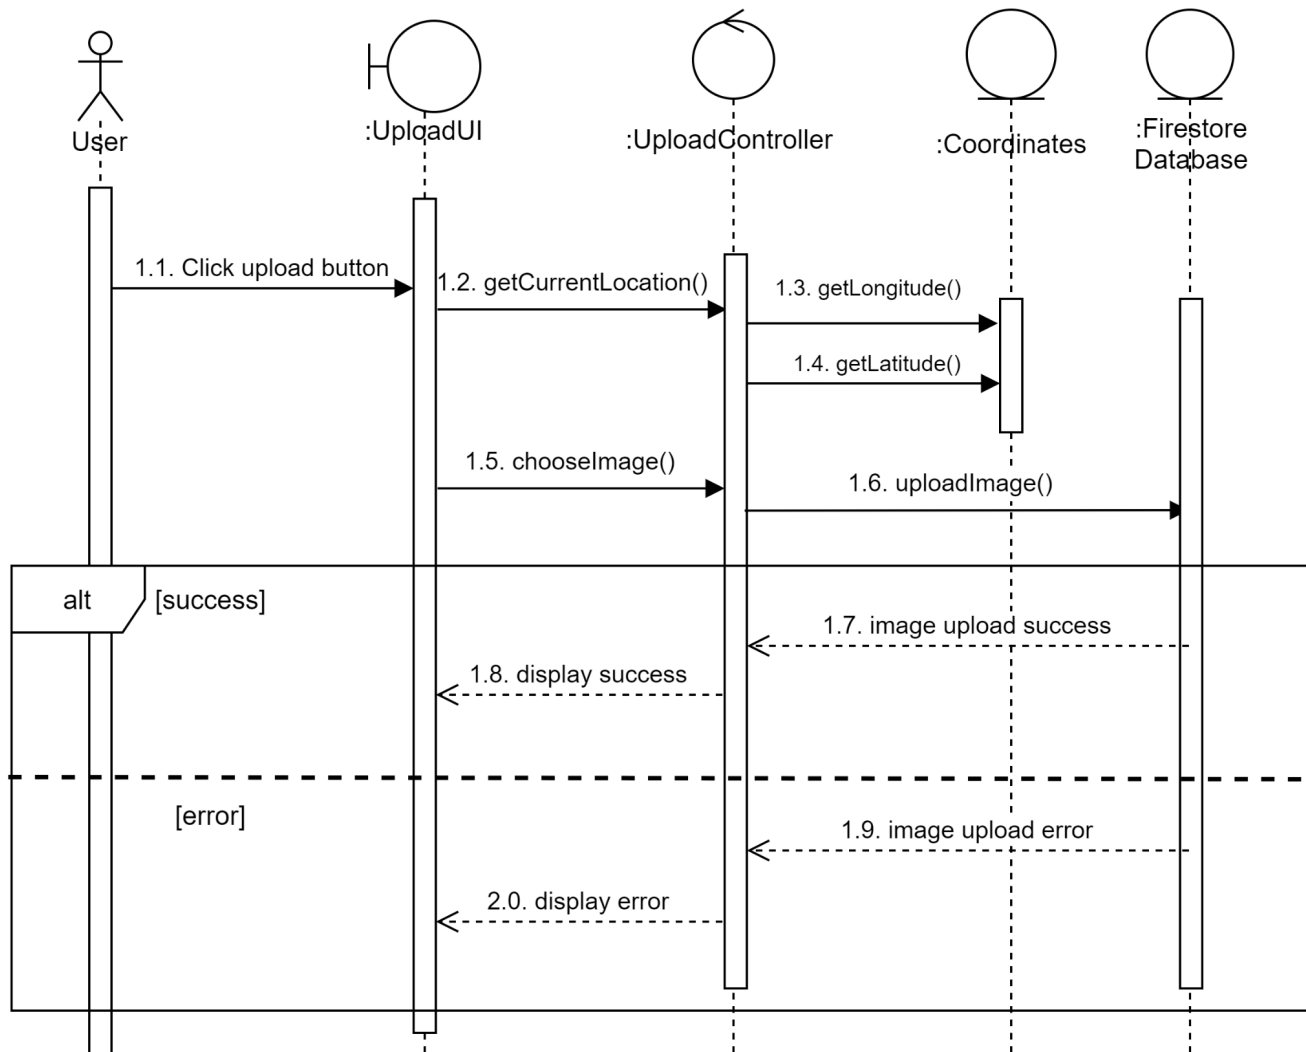 User
:UploadUI
:UploadController
:Coordinates
:Firestore
Database
1.1. Click upload button
1.2. getCurrentLocation()
1.3. getLongitude()
1.4. getLatitude()
1.5. chooseImage()
1.6. uploadImage()
alt
[success]
1.7. image upload success
1.8. display success
[error]
1.9. image upload error
2.0. display error